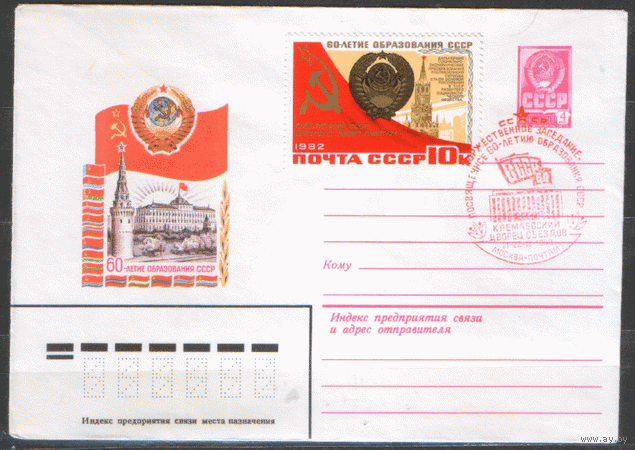 60-ЛЕТИЕ ОБРАЗОВАНИЯ СССР
1982
ПОЧТА СССР 10к
СССР
4
ТОРЖЕСТВЕННОЕ ЗАСЕДАНИЕ,
ПОСВЯЩЕННОЕ 60-ЛЕТИЮ ОБРАЗОВАНИЯ СССР
КРЕМЛЕВСКИЙ
ДВОРЕЦ СЪЕЗДОВ
МОСКВА-ПОЧТАМТ
60-ЛЕТИЕ ОБРАЗОВАНИЯ СССР
Кому
Индекс предприятия связи
и адрес отправителя
Индекс предприятия связи места назначения
www.ay.by